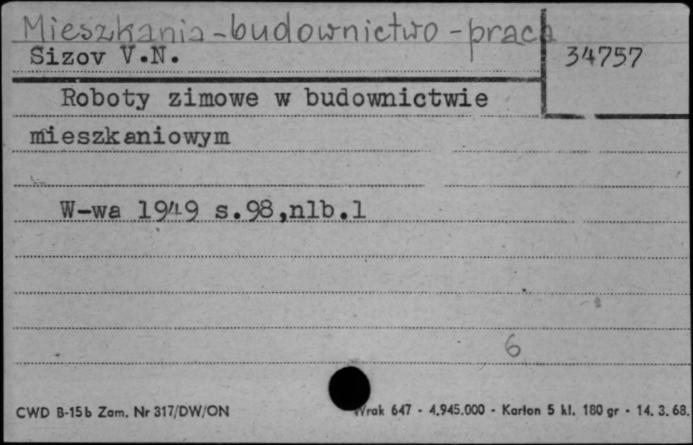 Mieszkania-budownictwo-praca
Sizov V.N.
34757
Roboty zimowe w budownictwie
mieszkaniowym
W-wa 1949 s.98,nlb.1
6
CWD B-15b Zam. Nr 317/DW/ON
Wrak 647 - 4.945.000 - Karton 5 kl. 180 gr - 14. 3. 68.